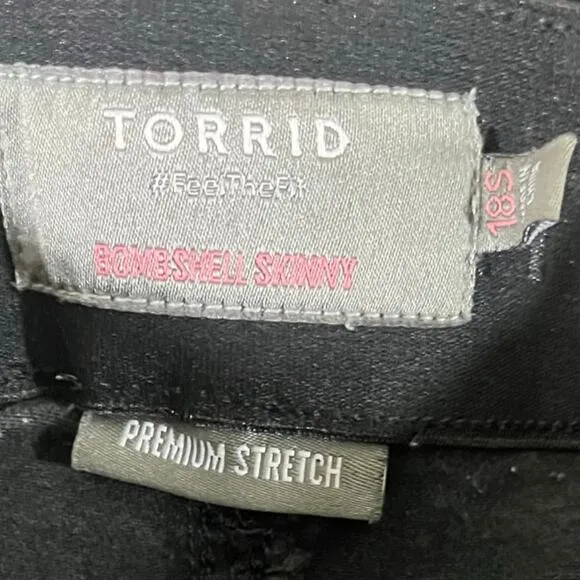 TORRID
#FeelTheFit
BOMBSHELL SKINNY
18S
PREMIUM STRETCH